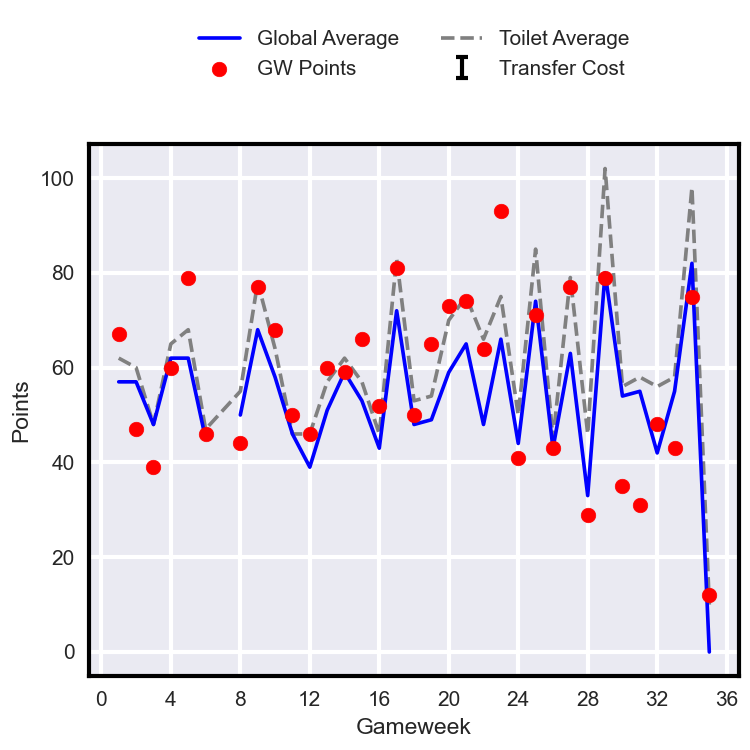 Global Average
Toilet Average
GW Points
Transfer Cost
100
80
60
40
20
0
Points
0 4 8 12 16 20 24 28 32 36
Gameweek